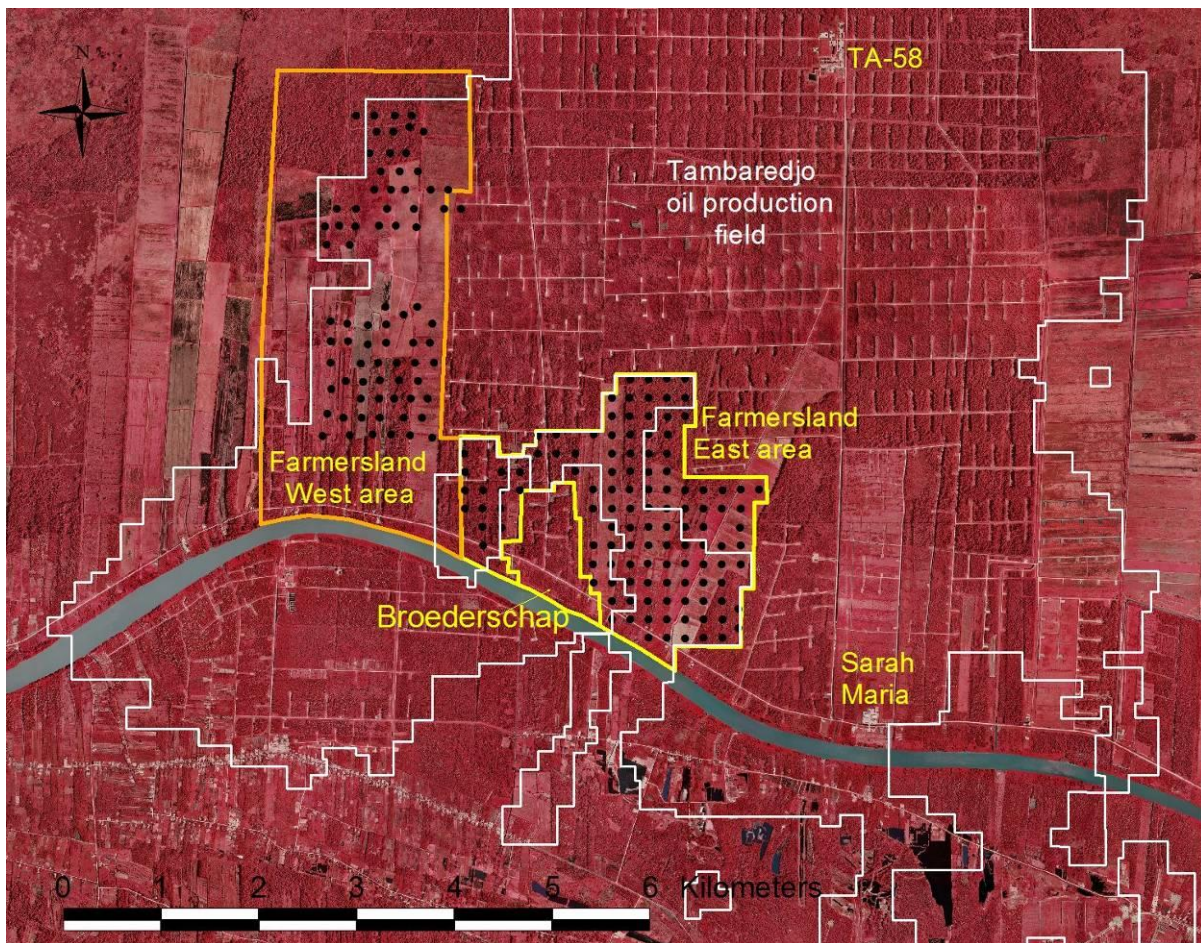 N
TA-58
Tambaredjo
oil production
field
Farmersland
East area
Farmersland
West area
Broederschap
Sarah
Maria
0 1 2 3 4 5 6 Kilometers